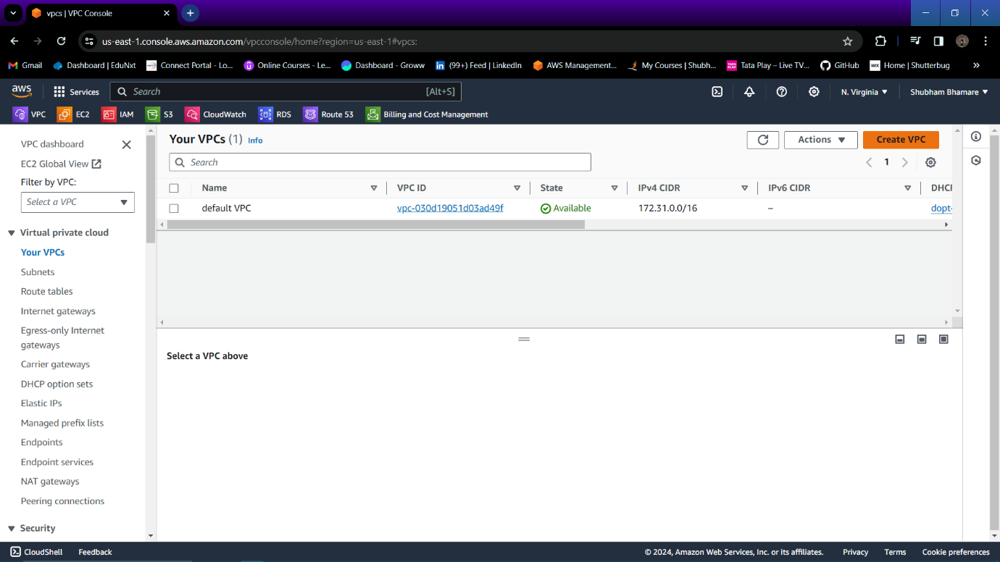 vpcs | VPC Console
us-east-1.console.aws.amazon.com/vpcconsole/home?region=us-east-1#vpcs:
Gmail Dashboard | EduNxt Connect Portal - Lo... Online Courses - Le... Dashboard - Groww (99+) Feed | LinkedIn AWS Management... My Courses | Shubh... Tata Play – Live TV... GitHub Home | Shutterbug
aws Services Search [Alt+S] N. Virginia Shubham Bhamare
VPC EC2 IAM S3 CloudWatch RDS Route 53 Billing and Cost Management
VPC dashboard
EC2 Global View
Filter by VPC:
Select a VPC
Virtual private cloud
Your VPCs
Subnets
Route tables
Internet gateways
Egress-only Internet
gateways
Carrier gateways
DHCP option sets
Elastic IPs
Managed prefix lists
Endpoints
Endpoint services
NAT gateways
Peering connections
Security
Your VPCs (1) Info Actions Create VPC
Search 1
Name VPC ID State IPv4 CIDR IPv6 CIDR DHCP
default VPC vpc-030d19051d03ad49f Available 172.31.0.0/16 – dopt-
Select a VPC above
CloudShell Feedback © 2024, Amazon Web Services, Inc. or its affiliates. Privacy Terms Cookie preferences